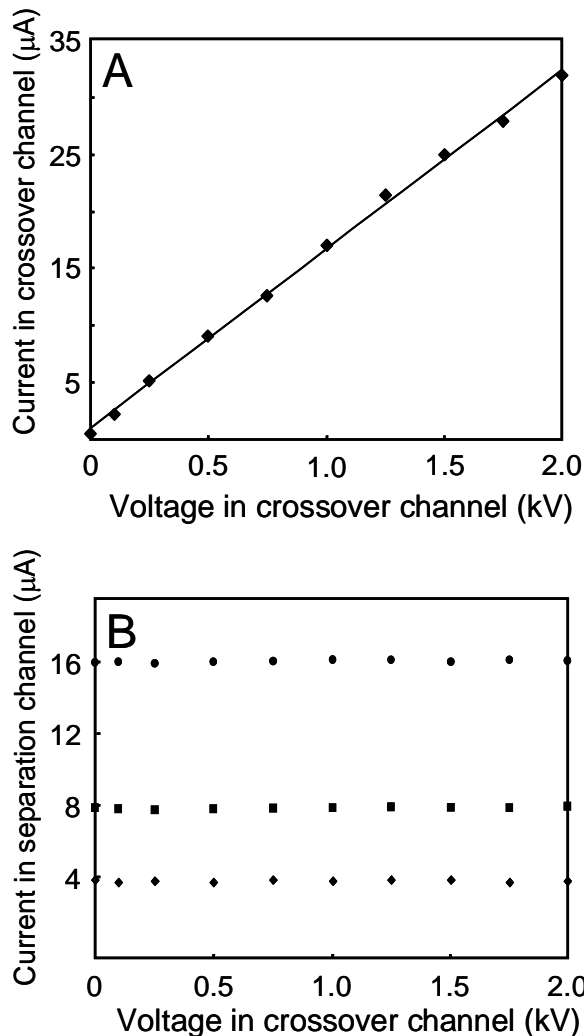 A
Current in crossover channel (μA)
35
25
15
5
0 0.5 1.0 1.5 2.0
Voltage in crossover channel (kV)
B
Current in separation channel (μA)
16
12
8
4
0 0.5 1.0 1.5 2.0
Voltage in crossover channel (kV)